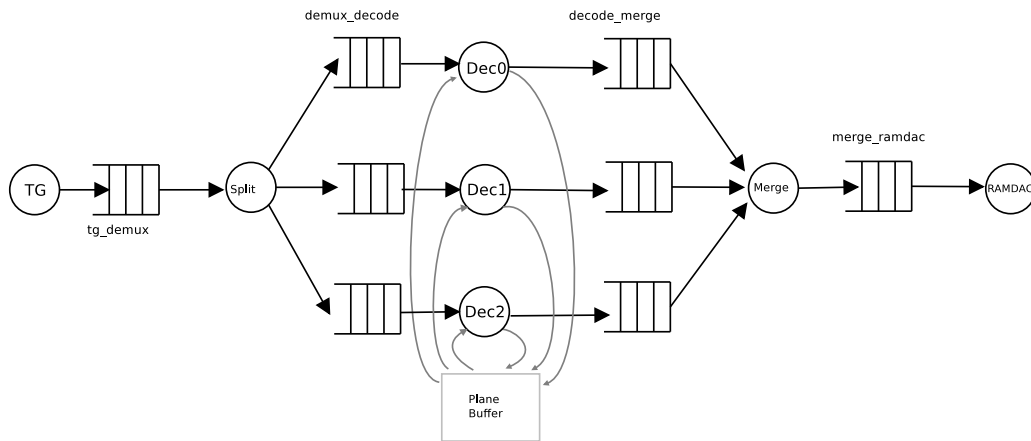 demux_decode
decode_merge
Dec0
merge_ramdac
TG
Split
Dec1
Merge
RAMDAC
tg_demux
Dec2
Plane
Buffer